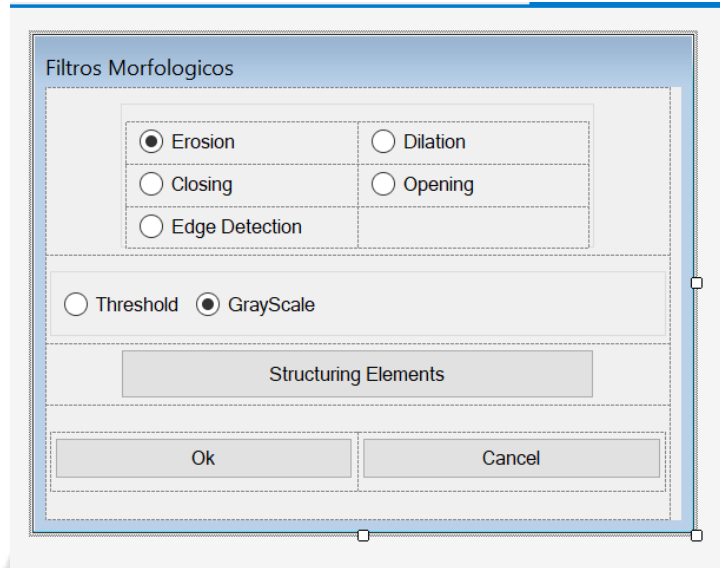 Filtros Morfologicos
Erosion Dilation
Closing Opening
Edge Detection
Threshold GrayScale
Structuring Elements
Ok Cancel